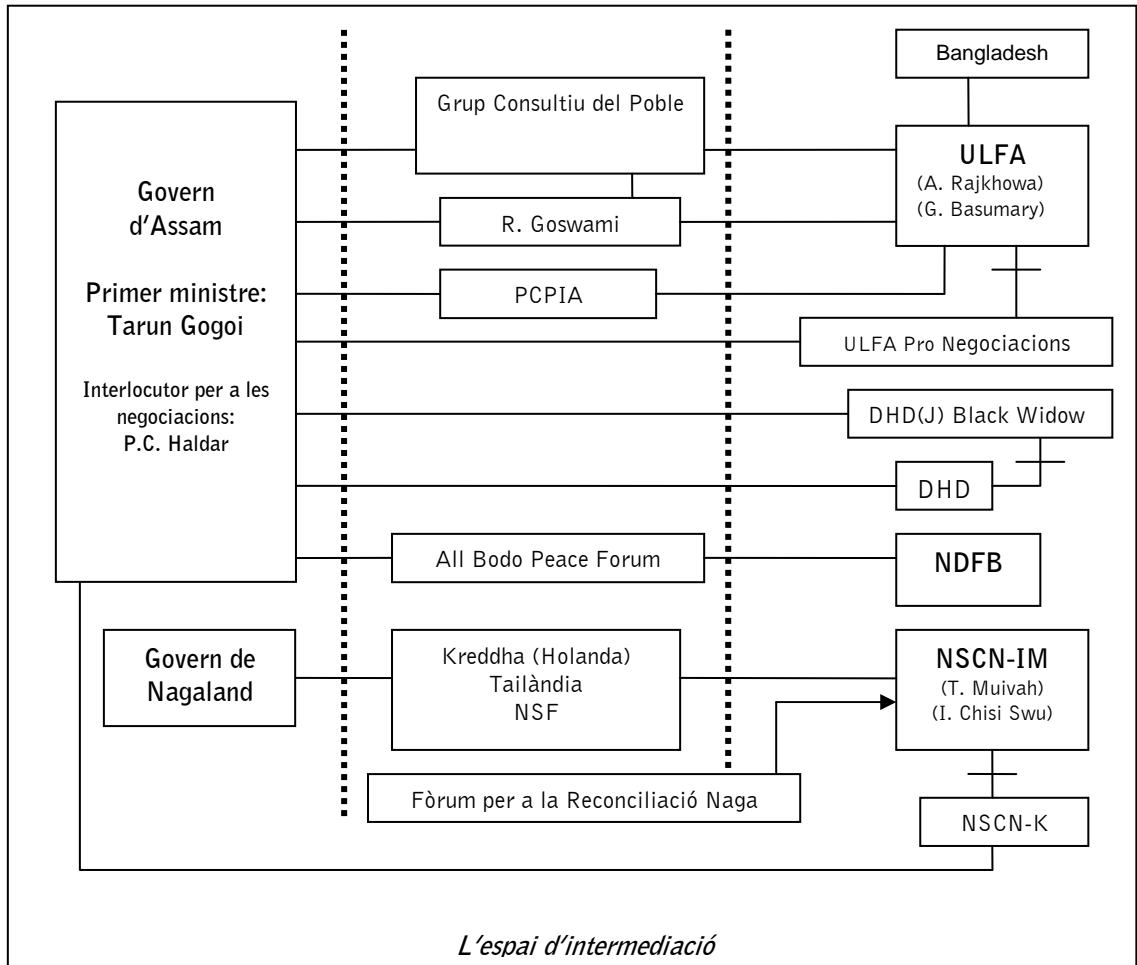 Govern
d'Assam
Primer ministre:
Tarun Gogoi
Interlocutor per a les
negociacions:
P.C. Haldar
Govern de
Nagaland
Grup Consultiu del Poble
R. Goswami
PCPIA
All Bodo Peace Forum
Kreddha (Holanda)
Tailàndia
NSF
Fòrum per a la Reconciliació Naga
Bangladesh
ULFA
(A. Rajkhowa)
(G. Basumary)
ULFA Pro Negociacions
DHD(J) Black Widow
DHD
NDFB
NSCN-IM
(T. Muivah)
(I. Chisi Swu)
NSCN-K
L'espai d'intermediació